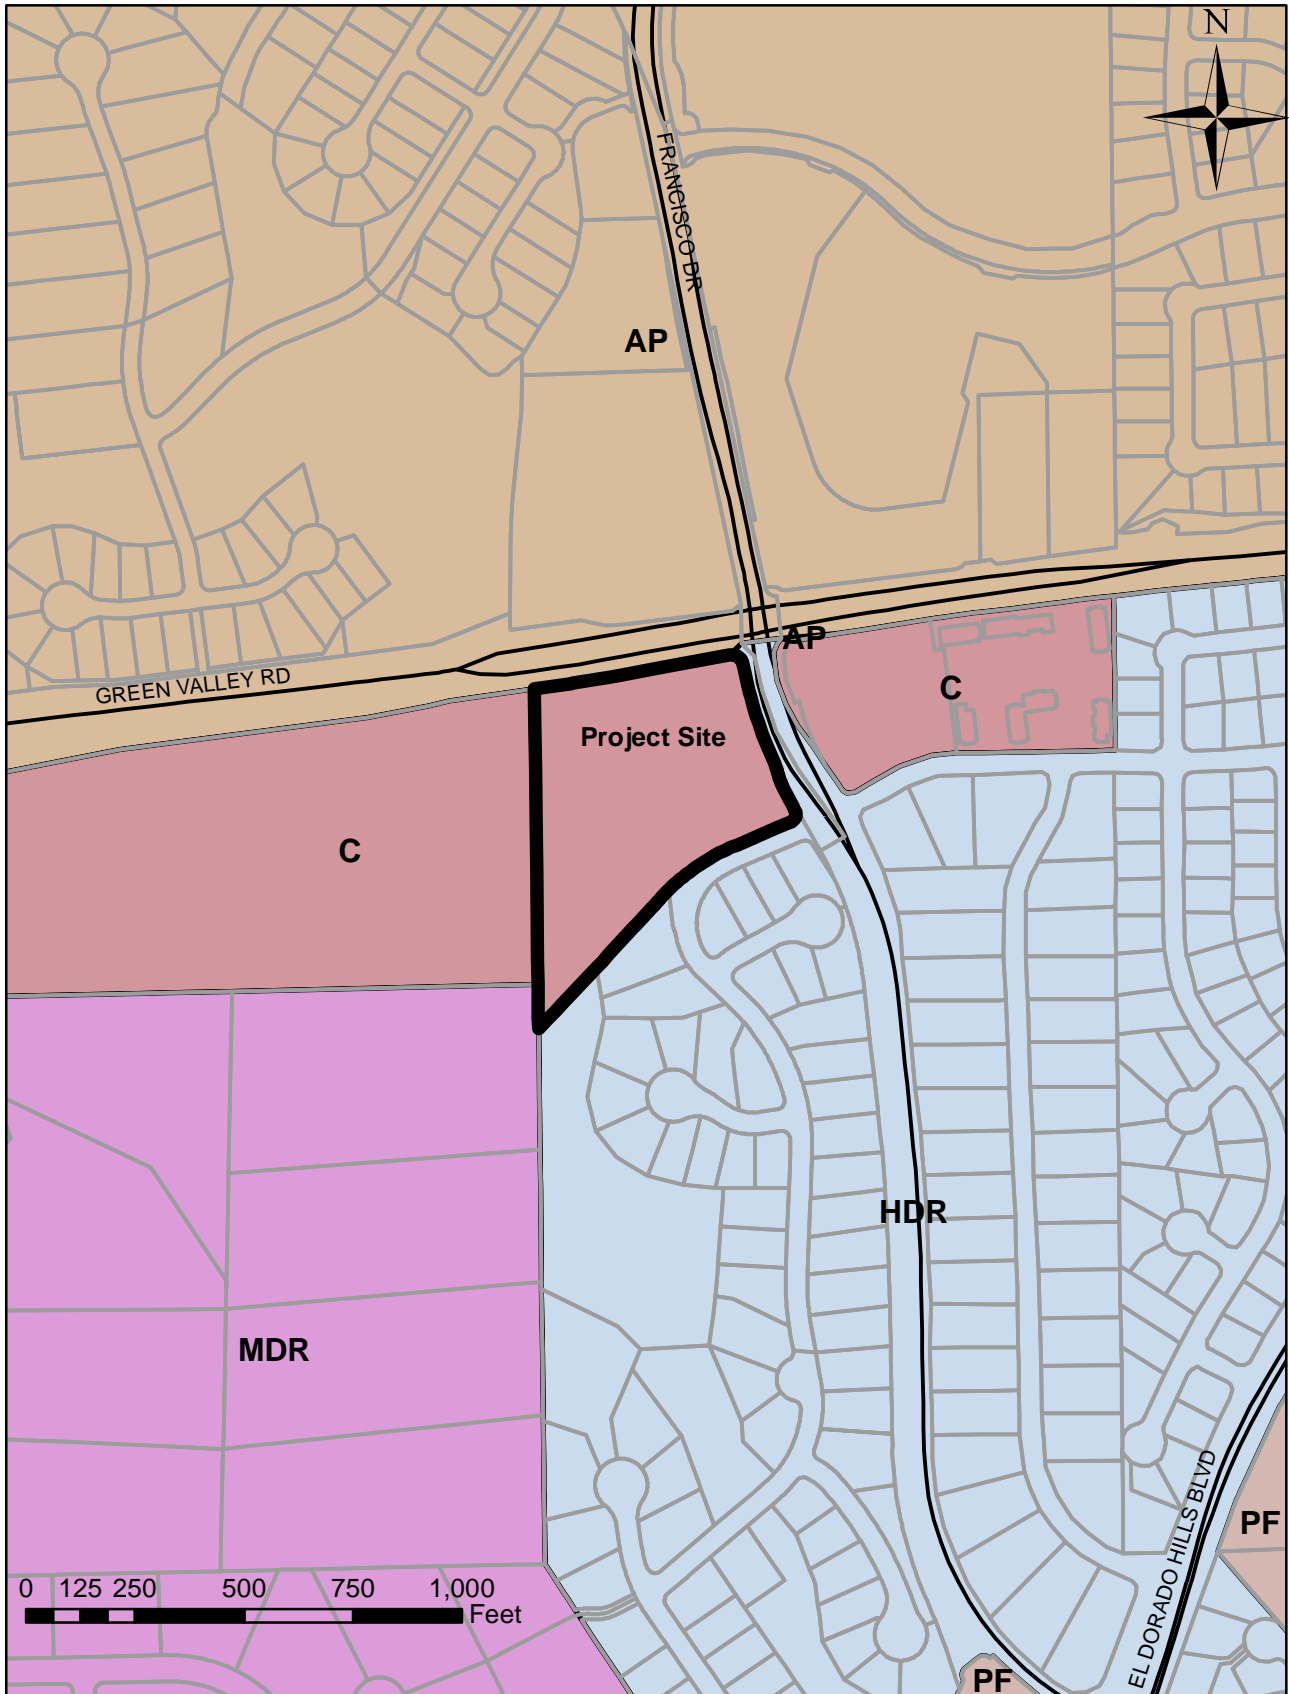 N
FRANCISCO DR
AP
AP
GREEN VALLEY RD
C
Project Site
C
HDR
MDR
EL DORADO HILLS BLVD
PF
0 125 250 500 750 1,000
Feet
PF